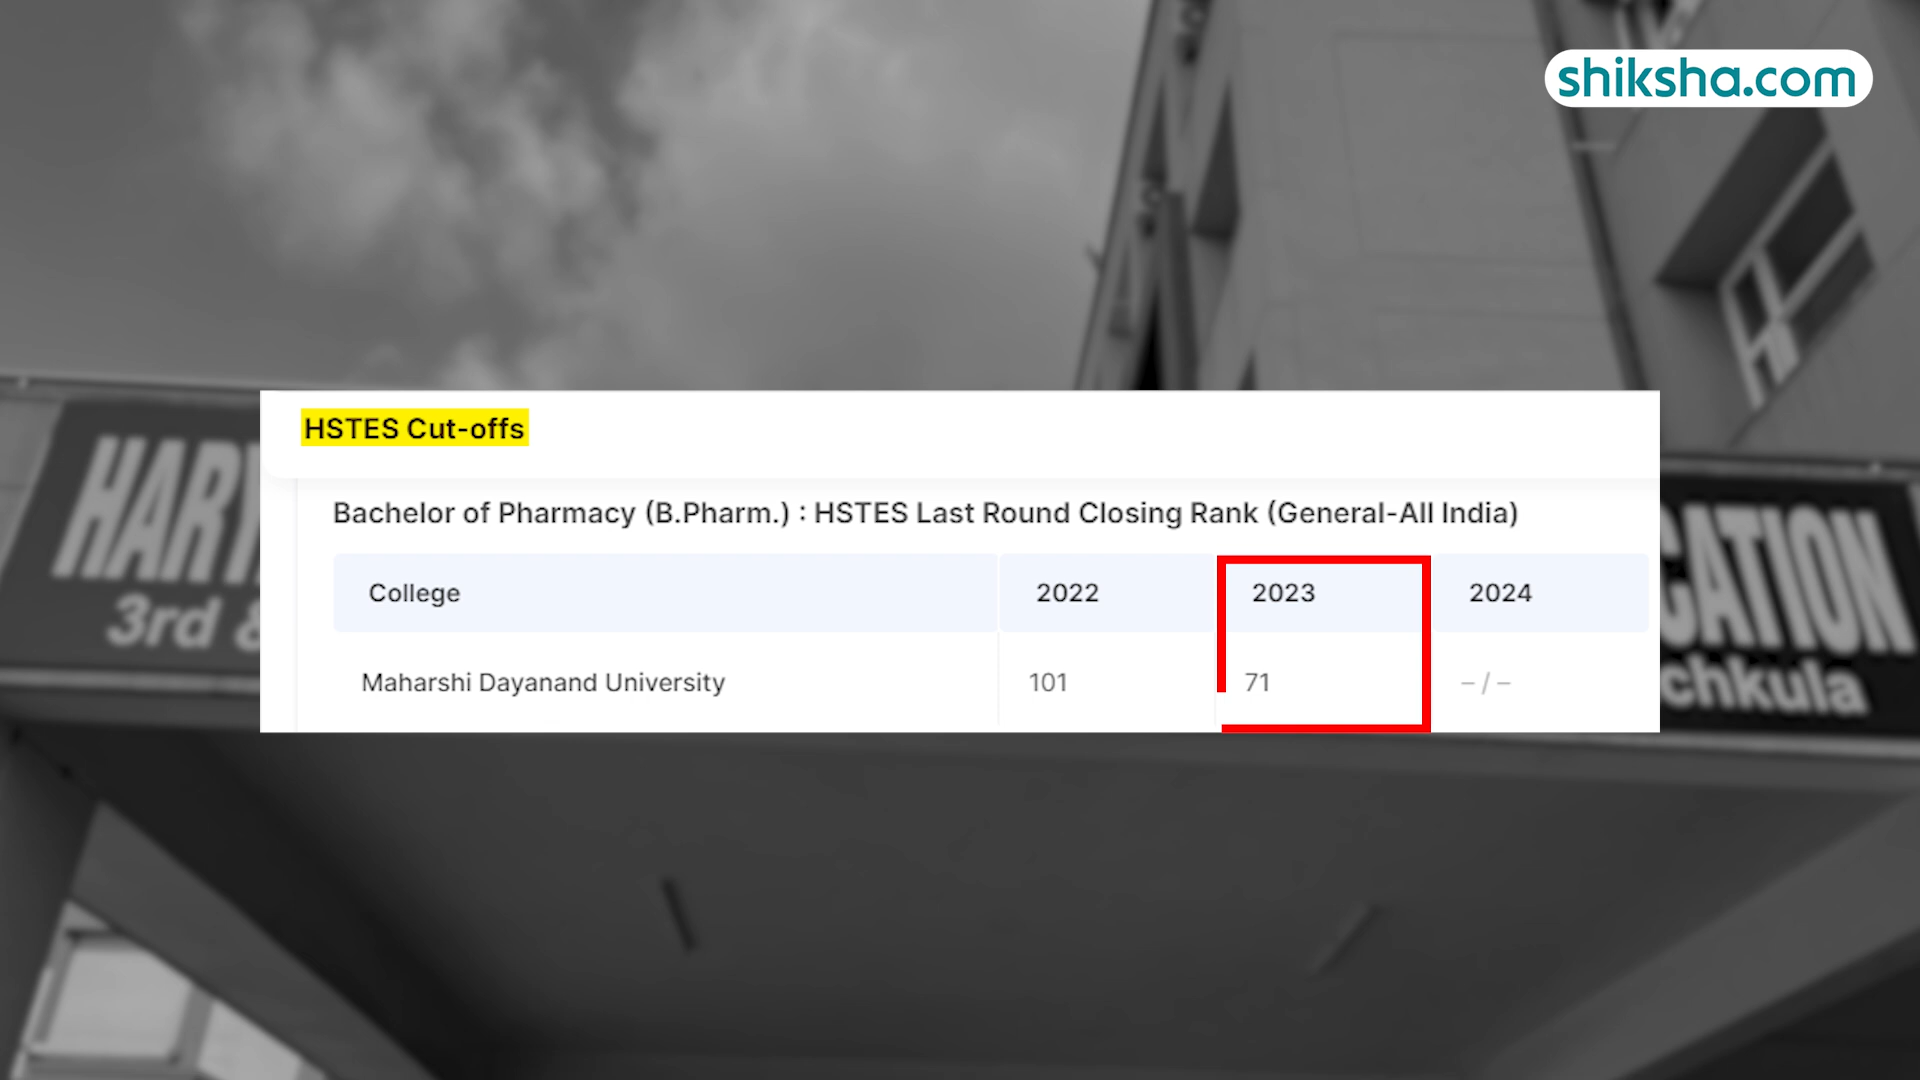 shiksha.com
HSTES Cut-offs
Bachelor of Pharmacy (B.Pharm.) : HSTES Last Round Closing Rank (General-All India)
College 2022 2023 2024
Maharshi Dayanand University 101 71 – / –
HARY
CATION
3rd &
chkula